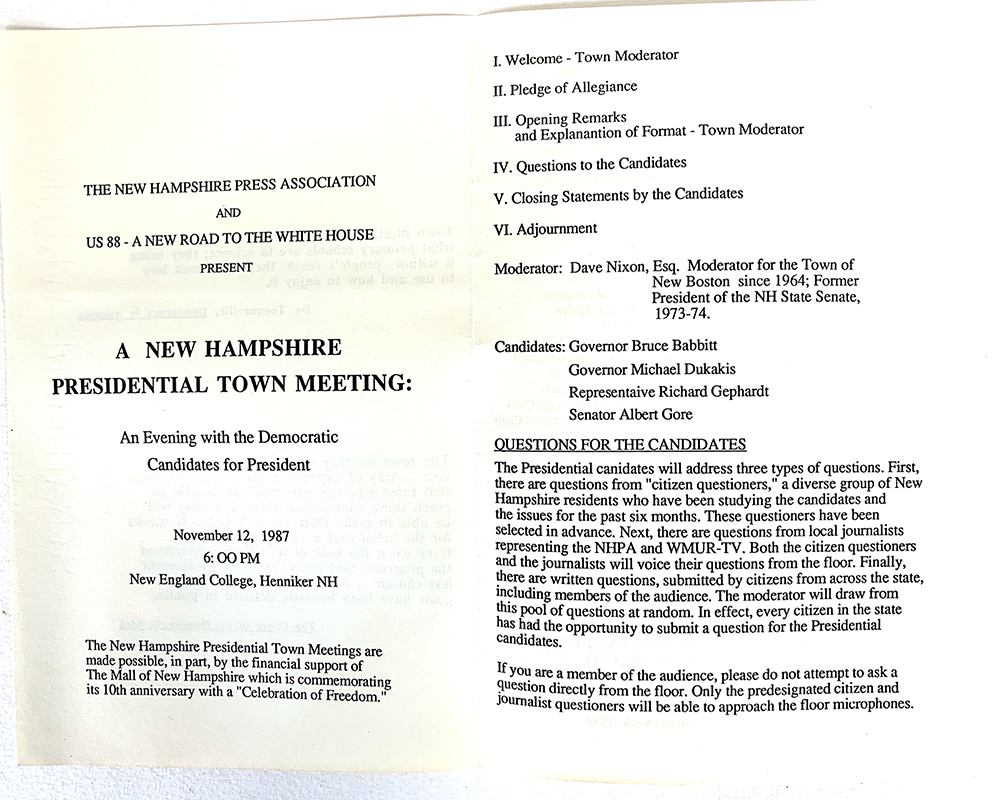 THE NEW HAMPSHIRE PRESS ASSOCIATION
AND
US 88 - A NEW ROAD TO THE WHITE HOUSE
PRESENT
A NEW HAMPSHIRE
PRESIDENTIAL TOWN MEETING:
An Evening with the Democratic
Candidates for President
November 12, 1987
6: OO PM
New England College, Henniker NH
The New Hampshire Presidential Town Meetings are
made possible, in part, by the financial support of
The Mall of New Hampshire which is commemorating
its 10th anniversary with a "Celebration of Freedom."
I. Welcome - Town Moderator
II. Pledge of Allegiance
III. Opening Remarks
and Explanantion of Format - Town Moderator
IV. Questions to the Candidates
V. Closing Statements by the Candidates
VI. Adjournment
Moderator: Dave Nixon, Esq. Moderator for the Town of
New Boston since 1964; Former
President of the NH State Senate,
1973-74.
Candidates: Governor Bruce Babbitt
Governor Michael Dukakis
Representaive Richard Gephardt
Senator Albert Gore
QUESTIONS FOR THE CANDIDATES
The Presidential canidates will address three types of questions. First,
there are questions from "citizen questioners," a diverse group of New
Hampshire residents who have been studying the candidates and
the issues for the past six months. These questioners have been
selected in advance. Next, there are questions from local journalists
representing the NHPA and WMUR-TV. Both the citizen questioners
and the journalists will voice their questions from the floor. Finally,
there are written questions, submitted by citizens from across the state,
including members of the audience. The moderator will draw from
this pool of questions at random. In effect, every citizen in the state
has had the opportunity to submit a question for the Presidential
candidates.
If you are a member of the audience, please do not attempt to ask a
question directly from the floor. Only the predesignated citizen and
journalist questioners will be able to approach the floor microphones.